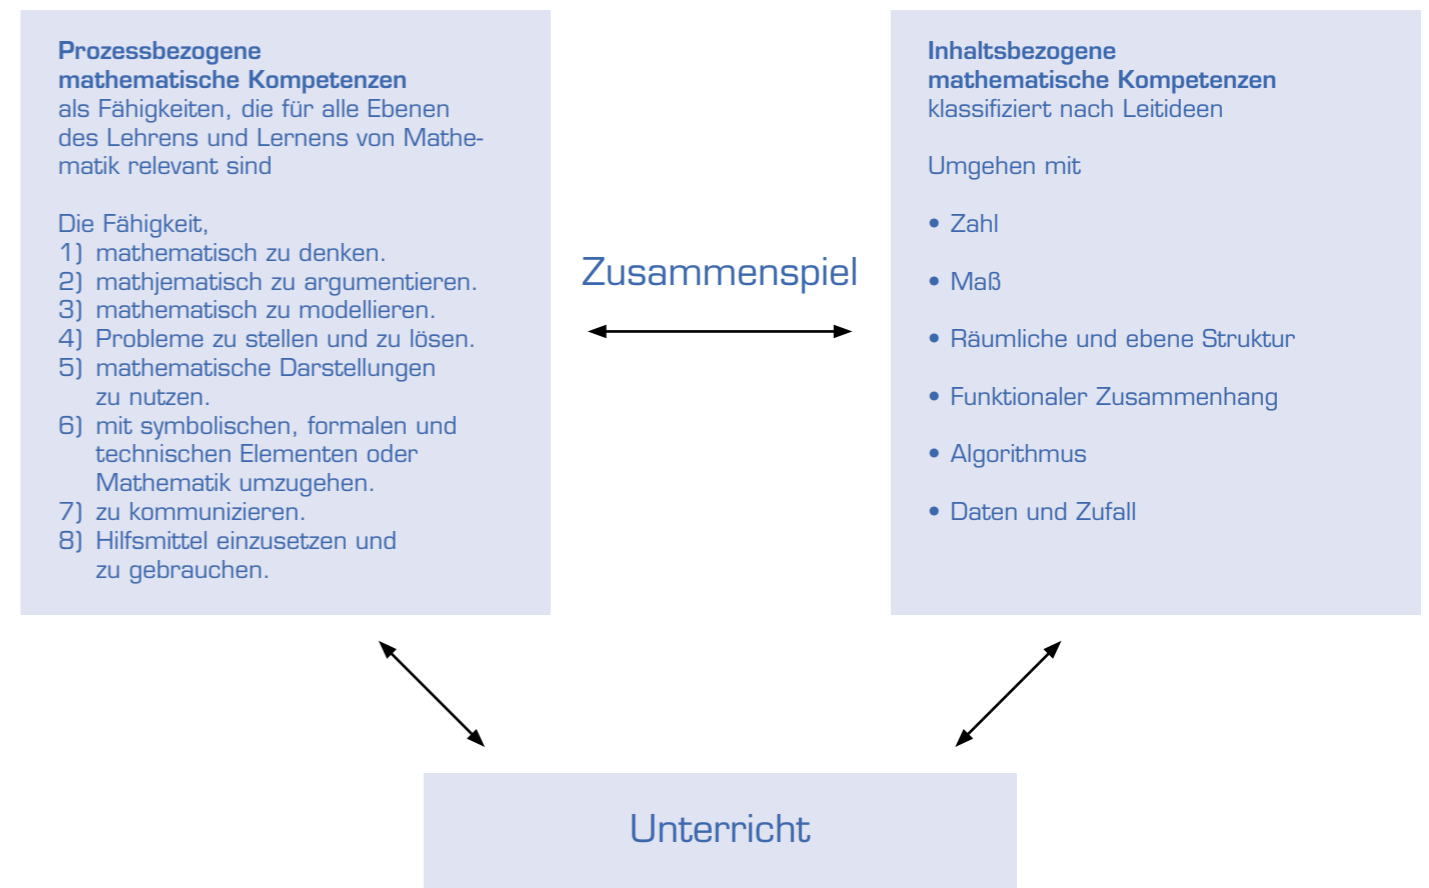 Prozessbezogene
mathematische Kompetenzen
als Fähigkeiten, die für alle Ebenen
des Lehrens und Lernens von Mathe-
matik relevant sind
Die Fähigkeit,
1) mathematisch zu denken.
2) mathjematisch zu argumentieren.
3) mathematisch zu modellieren.
4) Probleme zu stellen und zu lösen.
5) mathematische Darstellungen
zu nutzen.
6) mit symbolischen, formalen und
technischen Elementen oder
Mathematik umzugehen.
7) zu kommunizieren.
8) Hilfsmittel einzusetzen und
zu gebrauchen.
Zusammenspiel
Inhaltsbezogene
mathematische Kompetenzen
klassifiziert nach Leitideen
Umgehen mit
• Zahl
• Maß
• Räumliche und ebene Struktur
• Funktionaler Zusammenhang
• Algorithmus
• Daten und Zufall
Unterricht